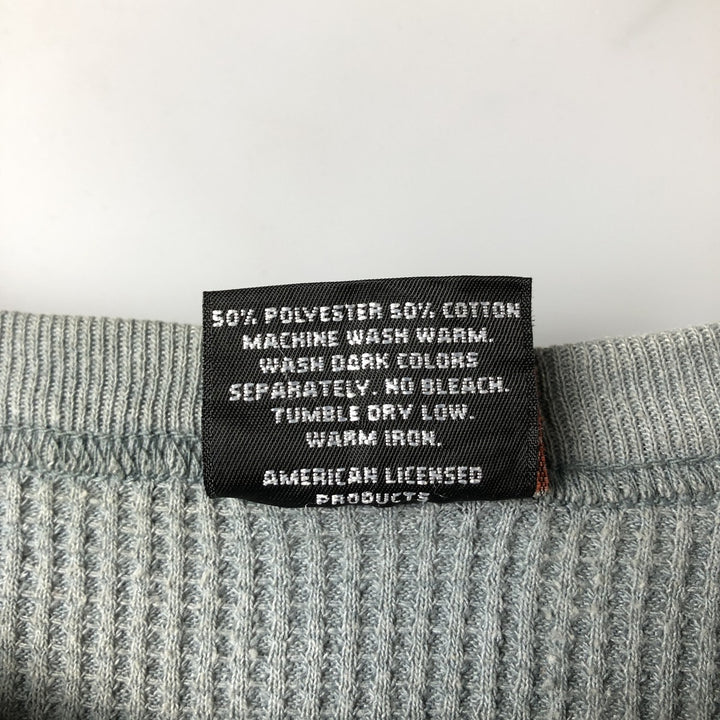 50% POLYESTER 50% COTTON
MACHINE WASH WARM.
WASH DARK COLORS
SEPARATELY. NO BLEACH.
TUMBLE DRY LOW.
WARM IRON.
AMERICAN LICENSED
PRODUCTS